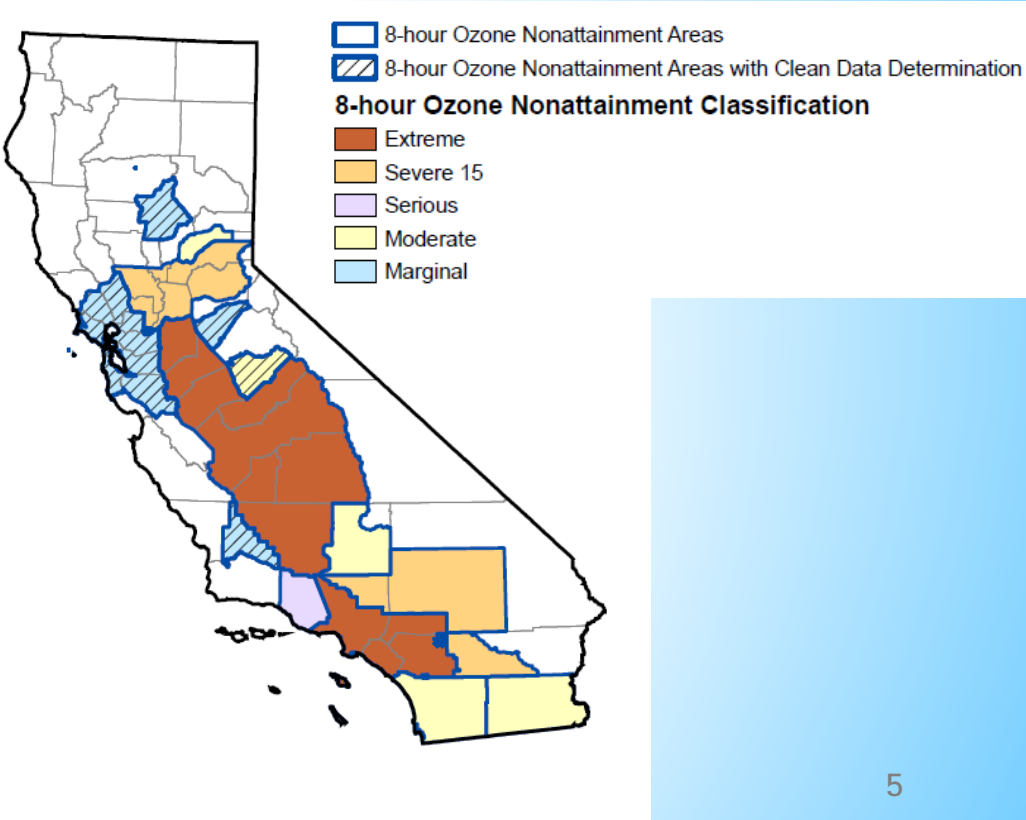 8-hour Ozone Nonattainment Areas
8-hour Ozone Nonattainment Areas with Clean Data Determination
8-hour Ozone Nonattainment Classification
Extreme
Severe 15
Serious
Moderate
Marginal
5